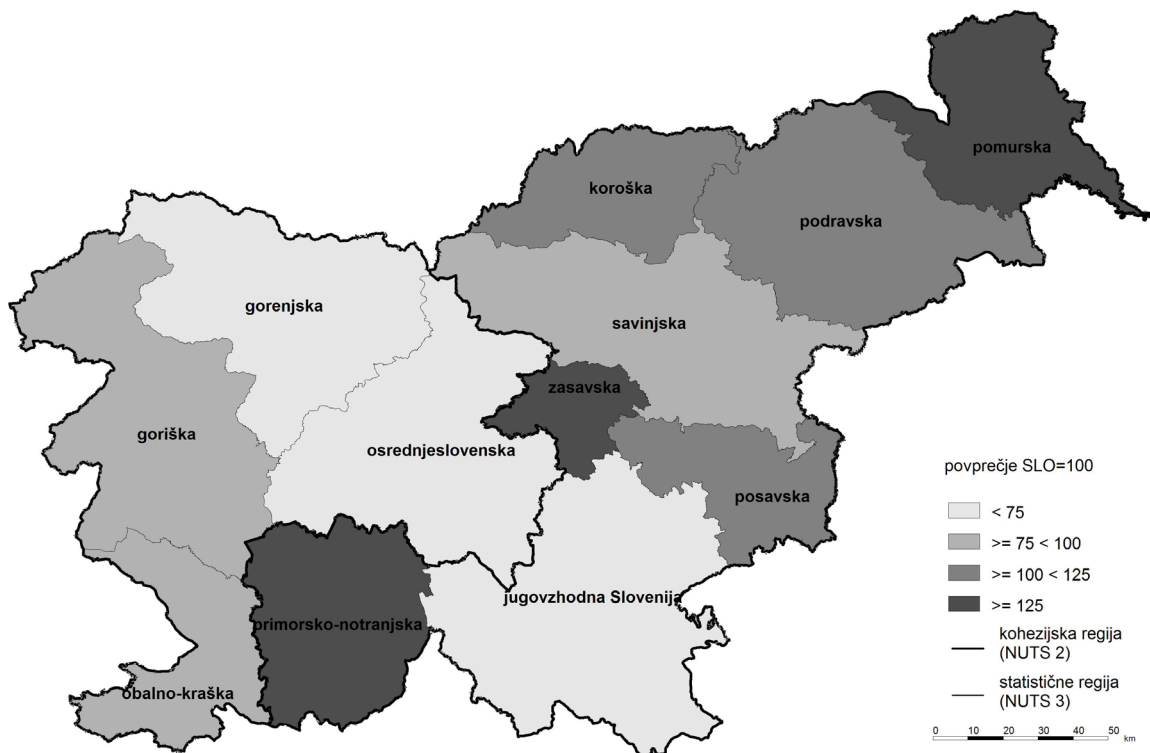 pomurska
koroška
podravska
gorenjska
savinjska
zasavska
goriška
osrednjeslovenska
posavska
jugovzhodna Slovenija
primorsko-notranjska
obalno-kraška
povprečje SLO=100
< 75
>= 75 < 100
>= 100 < 125
>= 125
kohezijska regija
(NUTS 2)
statistične regija
(NUTS 3)
0 10 20 30 40 50
km